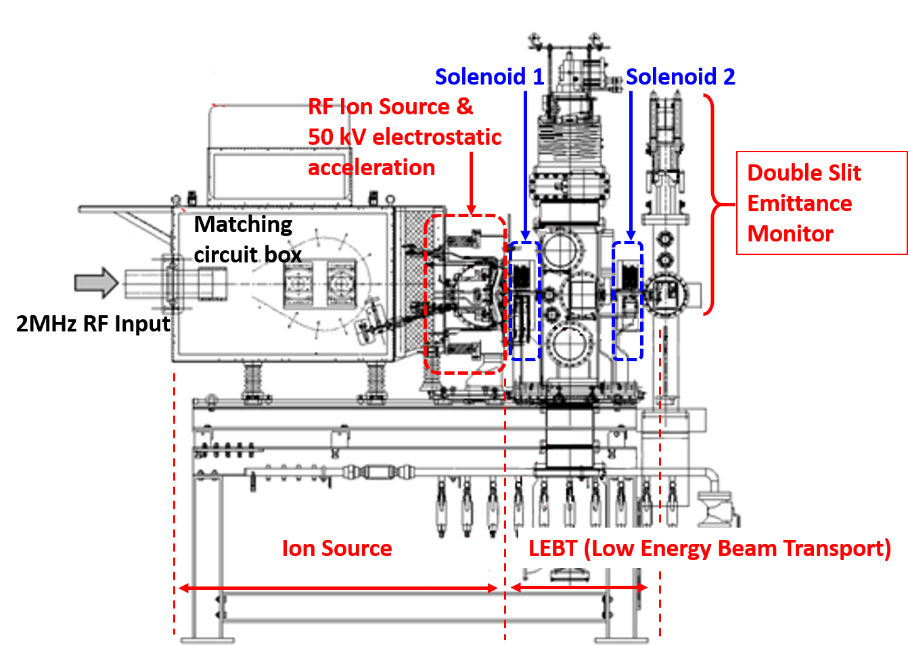 Solenoid 1
Solenoid 2
RF Ion Source &
50 kV electrostatic
acceleration
Double Slit
Emittance
Monitor
Matching
circuit box
2MHz RF Input
Ion Source
LEBT (Low Energy Beam Transport)